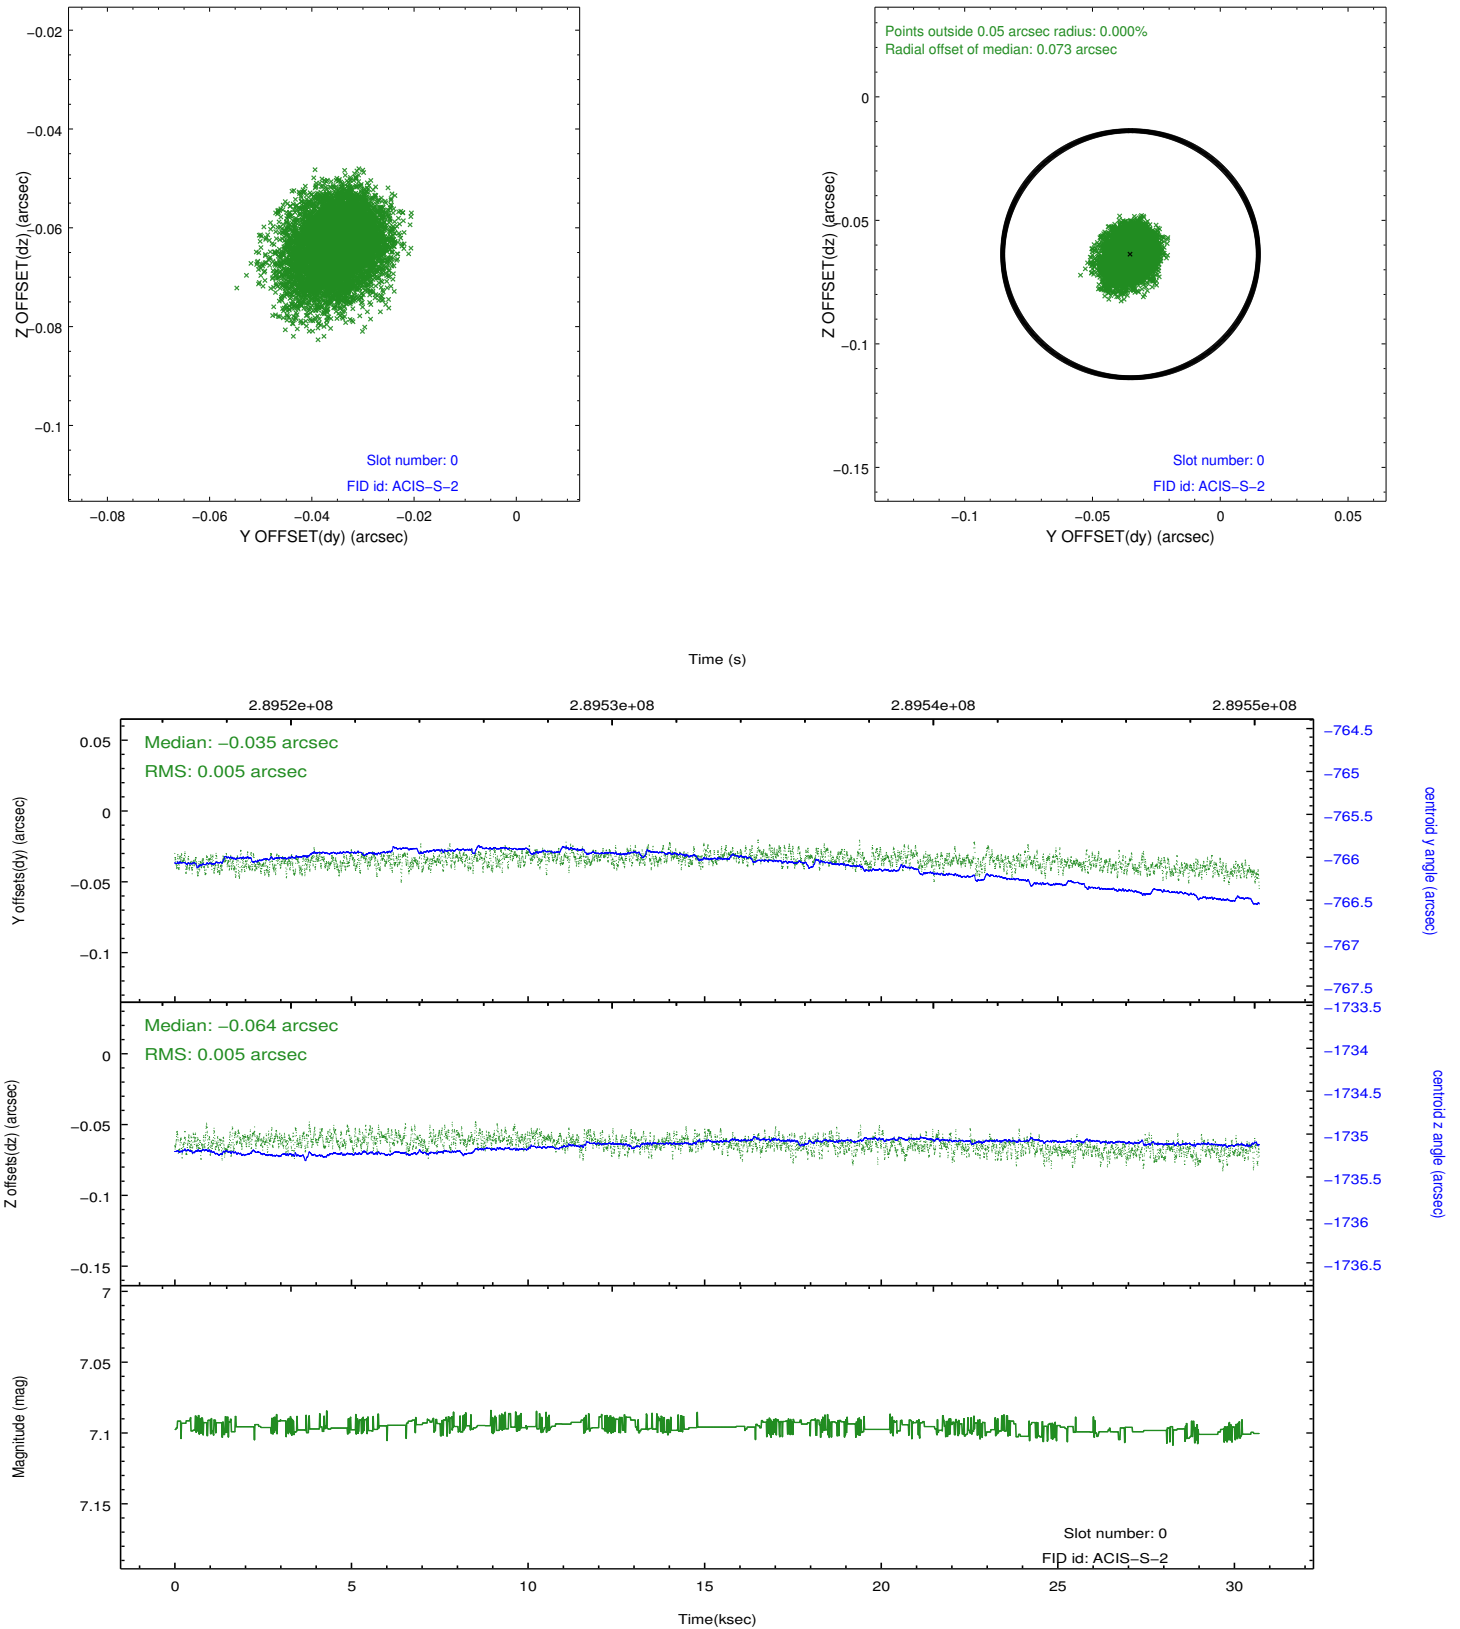 −0.02
−0.04
−0.06
−0.08
−0.1
Z OFFSET(dz) (arcsec)
Slot number: 0
FID id: ACIS−S−2
−0.08 −0.06 −0.04 −0.02 0
Y OFFSET(dy) (arcsec)
Points outside 0.05 arcsec radius: 0.000%
Radial offset of median: 0.073 arcsec
0
−0.05
−0.1
−0.15
Z OFFSET(dz) (arcsec)
Slot number: 0
FID id: ACIS−S−2
−0.1 −0.05 0 0.05
Y OFFSET(dy) (arcsec)
Time (s)
2.8952e+08 2.8953e+08 2.8954e+08 2.8955e+08
Median: −0.035 arcsec
RMS: 0.005 arcsec
0.05
0
−0.05
−0.1
Y offsets(dy) (arcsec)
−764.5
−765
−765.5
−766
−766.5
−767
−767.5
centroid y angle (arcsec)
Median: −0.064 arcsec
RMS: 0.005 arcsec
0
−0.05
−0.1
−0.15
Z offsets(dz) (arcsec)
−1733.5
−1734
−1734.5
−1735
−1735.5
−1736
−1736.5
centroid z angle (arcsec)
7
7.05
7.1
7.15
Magnitude (mag)
Slot number: 0
FID id: ACIS−S−2
0 5 10 15 20 25 30
Time(ksec)